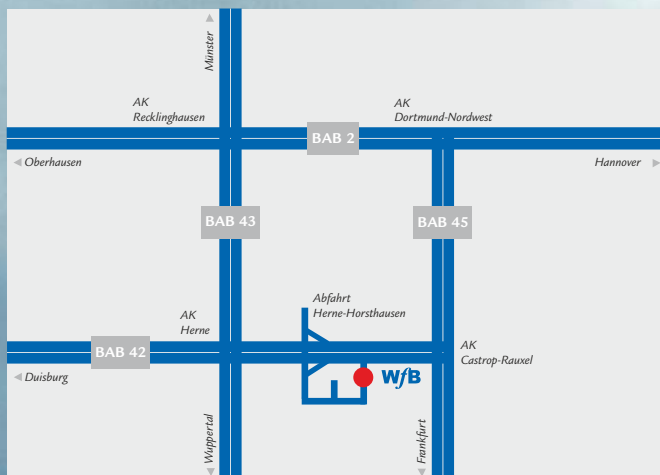 Münster
AK
Recklinghausen
AK
Dortmund-Nordwest
BAB 2
Oberhausen
Hannover
BAB 43
BAB 45
Abfahrt
Herne-Horsthausen
AK
Herne
BAB 42
AK
Castrop-Rauxel
Duisburg
WfB
Wuppertal
Frankfurt